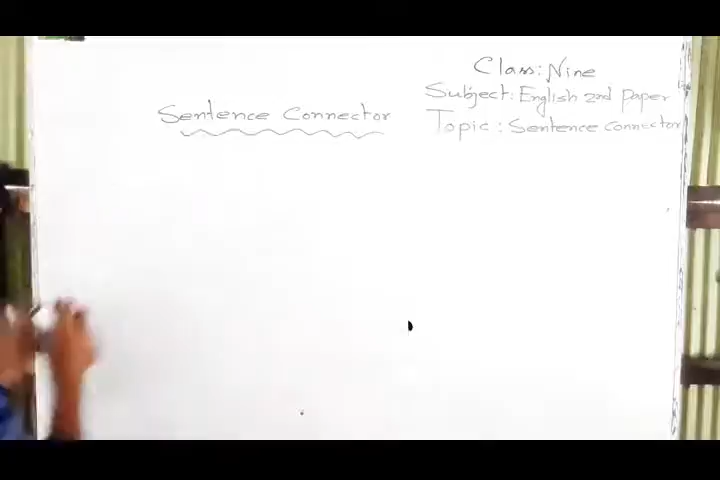 Class: Nine
Subject: English 2nd Paper
Topic : Sentence connector
Sentence Connector